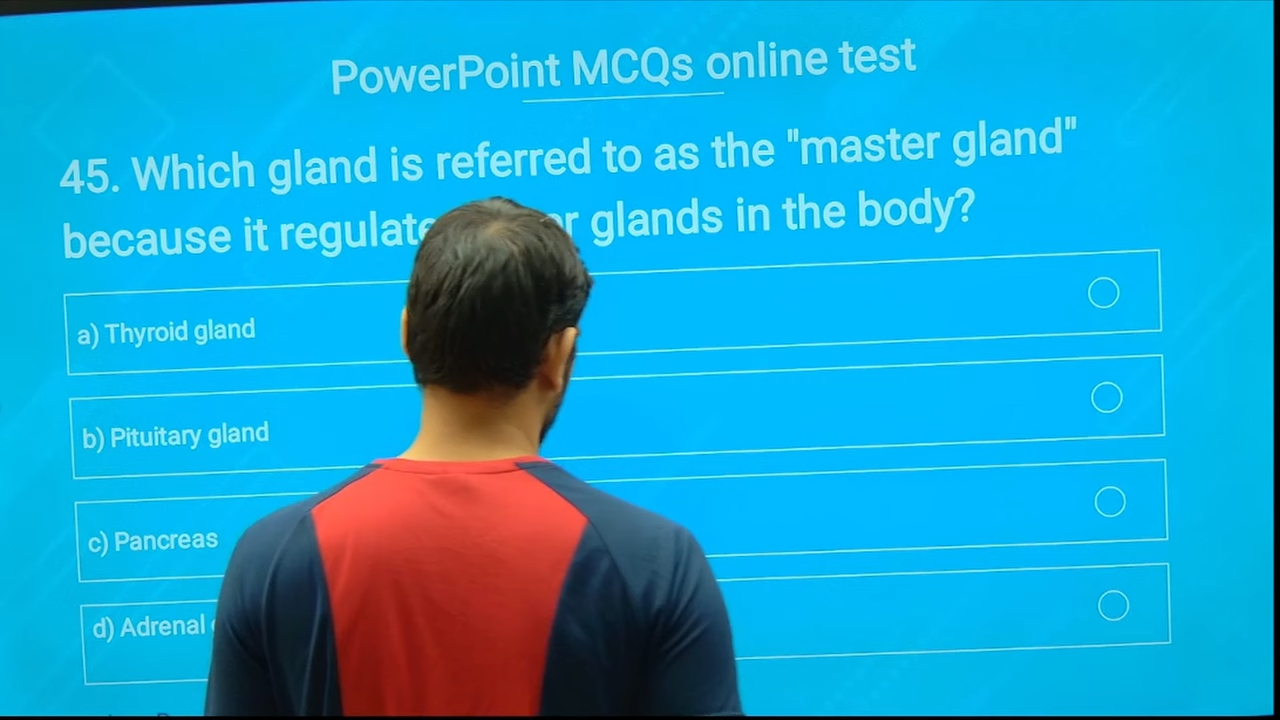 PowerPoint MCQs online test
45. Which gland is referred to as the "master gland"
because it glands in the body?
a) Thyroid gland
b) Pituitary gland
c) Pancreas
d) Adrenal